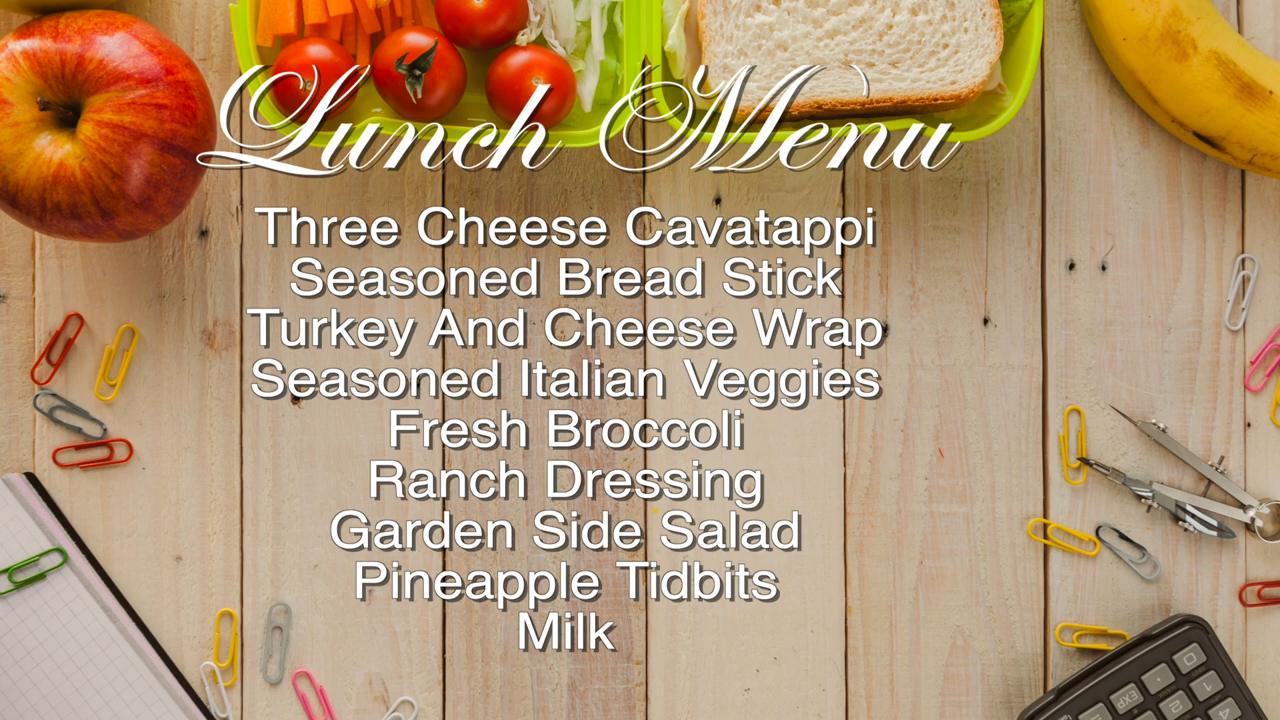 Lunch Menu
Three Cheese Cavatappi
Seasoned Bread Stick
Turkey And Cheese Wrap
Seasoned Italian Veggies
Fresh Broccoli
Ranch Dressing
Garden Side Salad
Pineapple Tidbits
Milk
EXP